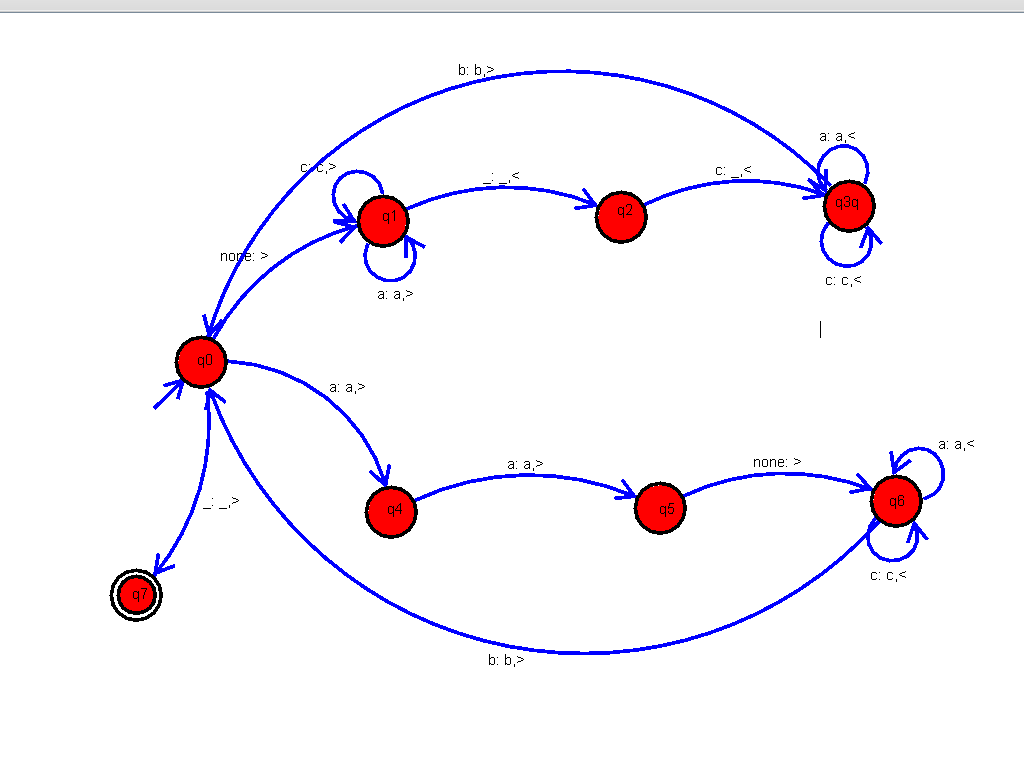 b: b,>
a: a,<
c: c,>
_: _,<
c: _,<
q1
q2
q3q
none: >
a: a,>
c: c,<
q0
a: a,>
a: a,<
a: a,>
none: >
_: _,>
q4
q5
q6
c: c,<
q7
b: b,>